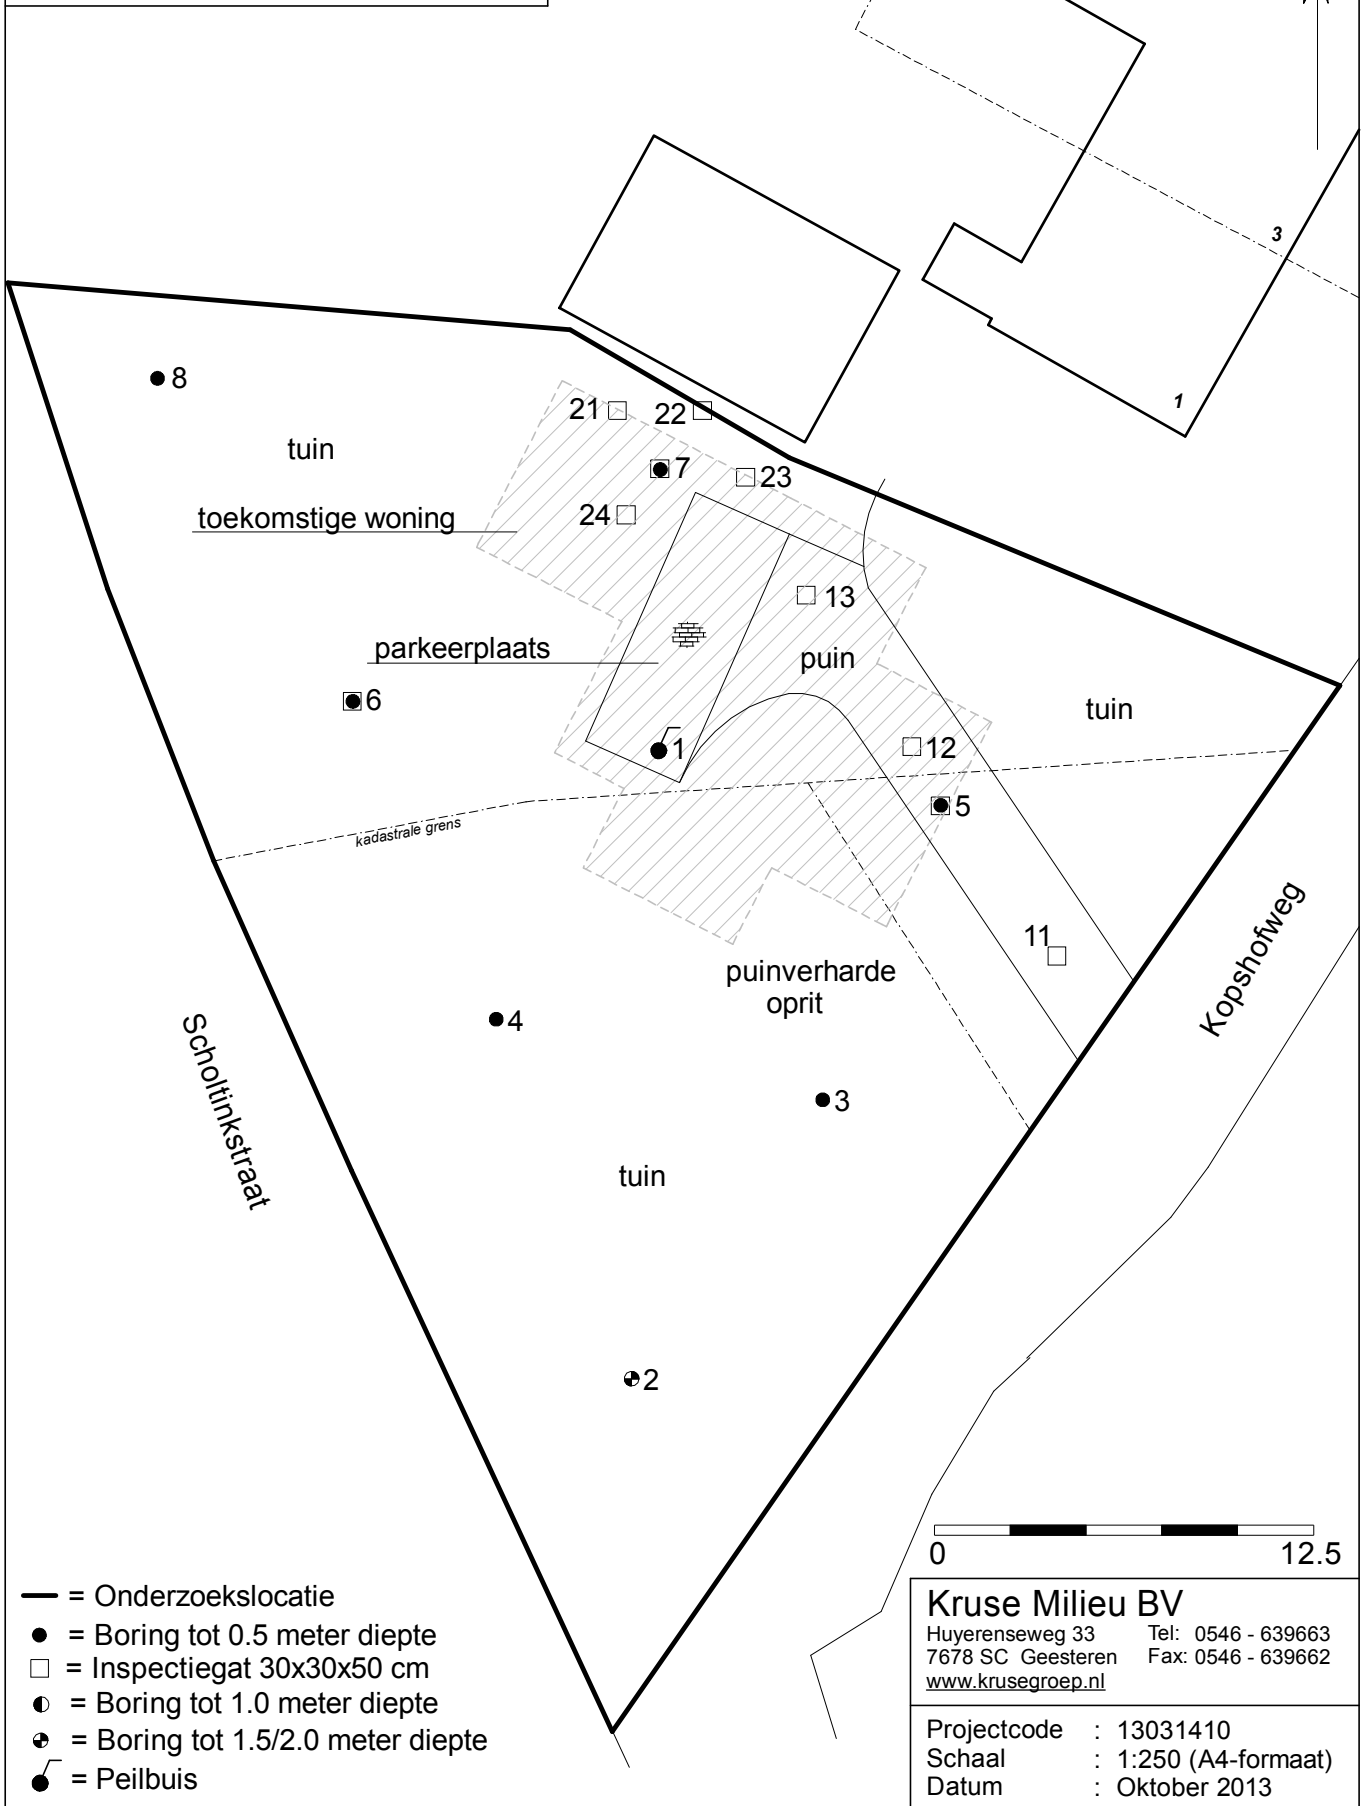 3
1
8
21
22
tuin
7
23
toekomstige woning
24
13
parkeerplaats
puin
6
tuin
1
12
5
kadastrale grens
11
puinverharde
oprit
Kopshofweg
4
Scholtinkstraat
3
tuin
2
0
12.5
= Onderzoekslocatie
= Boring tot 0.5 meter diepte
= Inspectiegat 30x30x50 cm
= Boring tot 1.0 meter diepte
= Boring tot 1.5/2.0 meter diepte
= Peilbuis
Kruse Milieu BV
Huyerenseweg 33 Tel: 0546 - 639663
7678 SC Geesteren Fax: 0546 - 639662
www.krusegroep.nl
Projectcode : 13031410
Schaal : 1:250 (A4-formaat)
Datum : Oktober 2013